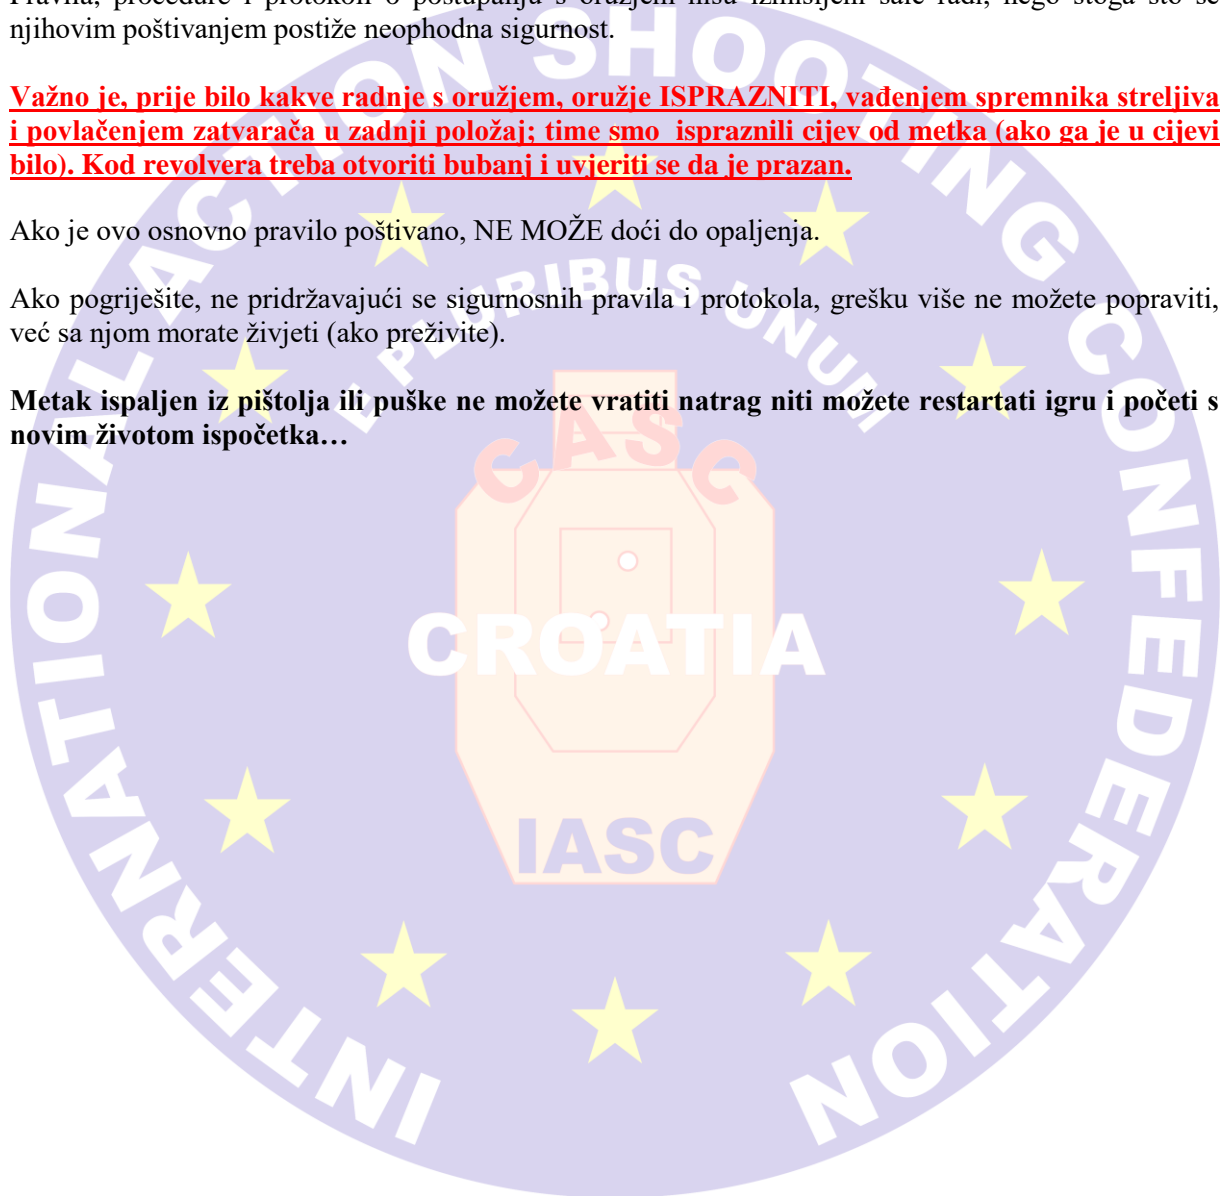 Pravila, procedure i protokoli o postupanju s oružjem nisu izmišljeni šale radi, nego stoga što se
njihovim poštivanjem postiže neophodna sigurnost.
Važno je, prije bilo kakve radnje s oružjem, oružje ISPRAZNITI, vađenjem spremnika streljiva
i povlačenjem zatvarača u zadnji položaj; time smo ispraznili cijev od metka (ako ga je u cijevi
bilo). Kod revolvera treba otvoriti bubanj i uvjeriti se da je prazan.
Ako je ovo osnovno pravilo poštivano, NE MOŽE doći do opaljenja.
Ako pogriješite, ne pridržavajući se sigurnosnih pravila i protokola, grešku više ne možete popraviti,
već sa njom morate živjeti (ako preživite).
Metak ispaljen iz pištolja ili puške ne možete vratiti natrag niti možete restartati igru i početi s
novim životom ispočetka…
INTERNATIONAL ACTION SHOOTING CONFEDERATION
E PLURIBUS UNUM
CASC
CROATIA
IASC